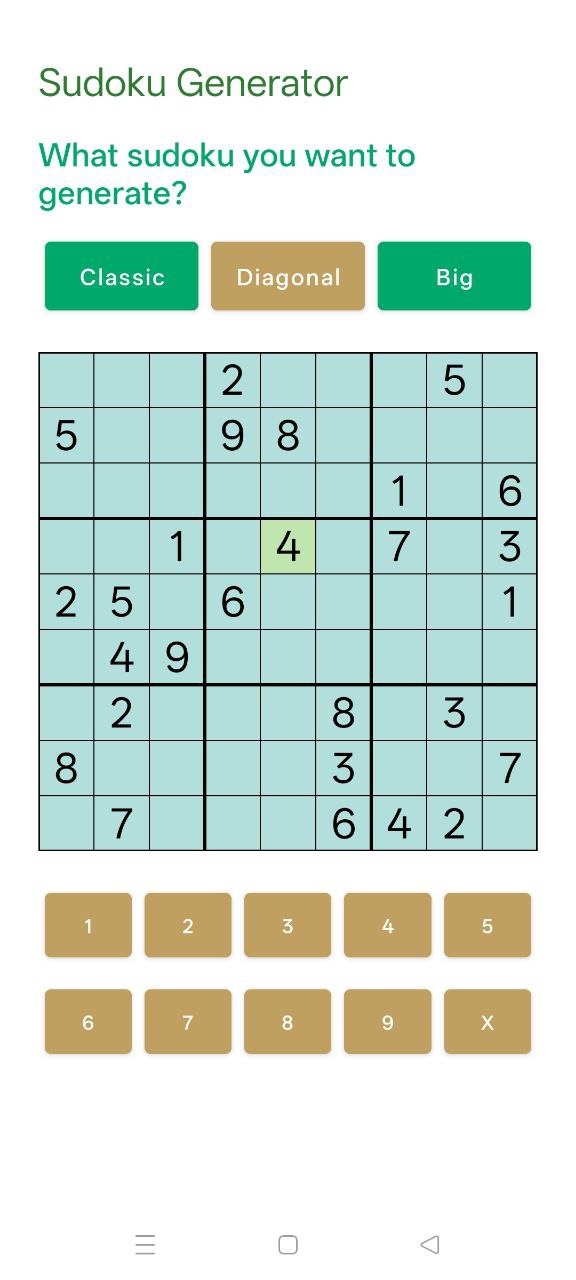 Sudoku Generator
What sudoku you want to
generate?
Classic Diagonal Big
2 5
5 9 8
1 6
1 4 7 3
2 5 6 1
4 9
2 8 3
8 3 7
7 6 4 2
1 2 3 4 5
6 7 8 9 X